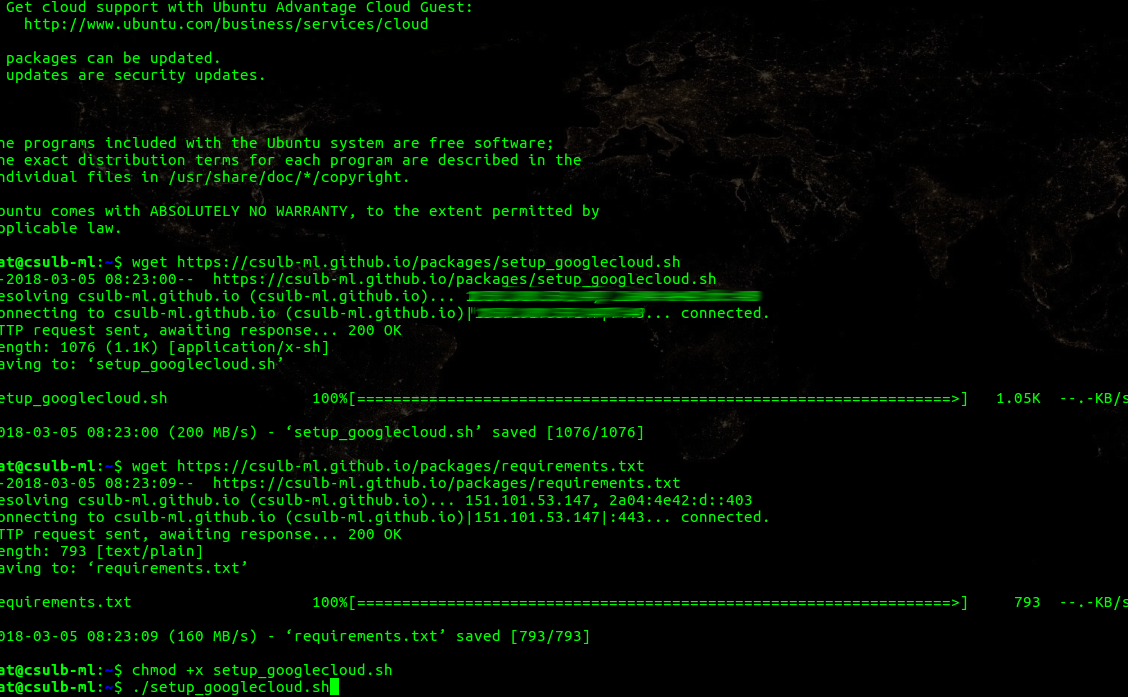 Get cloud support with Ubuntu Advantage Cloud Guest:
http://www.ubuntu.com/business/services/cloud
packages can be updated.
updates are security updates.
he programs included with the Ubuntu system are free software;
he exact distribution terms for each program are described in the
ndividual files in /usr/share/doc/*/copyright.
buntu comes with ABSOLUTELY NO WARRANTY, to the extent permitted by
pplicable law.
at@csulb-ml:~$ wget https://csulb-ml.github.io/packages/setup_googlecloud.sh
-2018-03-05 08:23:00-- https://csulb-ml.github.io/packages/setup_googlecloud.sh
esolving csulb-ml.github.io (csulb-ml.github.io)...
onnecting to csulb-ml.github.io (csulb-ml.github.io)| ... connected.
TTP request sent, awaiting response... 200 OK
ength: 1076 (1.1K) [application/x-sh]
aving to: ‘setup_googlecloud.sh’
etup_googlecloud.sh 100%[==================================================================>] 1.05K --.-KB/s
018-03-05 08:23:00 (200 MB/s) - ‘setup_googlecloud.sh’ saved [1076/1076]
at@csulb-ml:~$ wget https://csulb-ml.github.io/packages/requirements.txt
-2018-03-05 08:23:09-- https://csulb-ml.github.io/packages/requirements.txt
esolving csulb-ml.github.io (csulb-ml.github.io)... 151.101.53.147, 2a04:4e42:d::403
onnecting to csulb-ml.github.io (csulb-ml.github.io)|151.101.53.147|:443... connected.
TTP request sent, awaiting response... 200 OK
ength: 793 [text/plain]
aving to: ‘requirements.txt’
equirements.txt 100%[==================================================================>] 793 --.-KB/s
018-03-05 08:23:09 (160 MB/s) - ‘requirements.txt’ saved [793/793]
at@csulb-ml:~$ chmod +x setup_googlecloud.sh
at@csulb-ml:~$ ./setup_googlecloud.sh